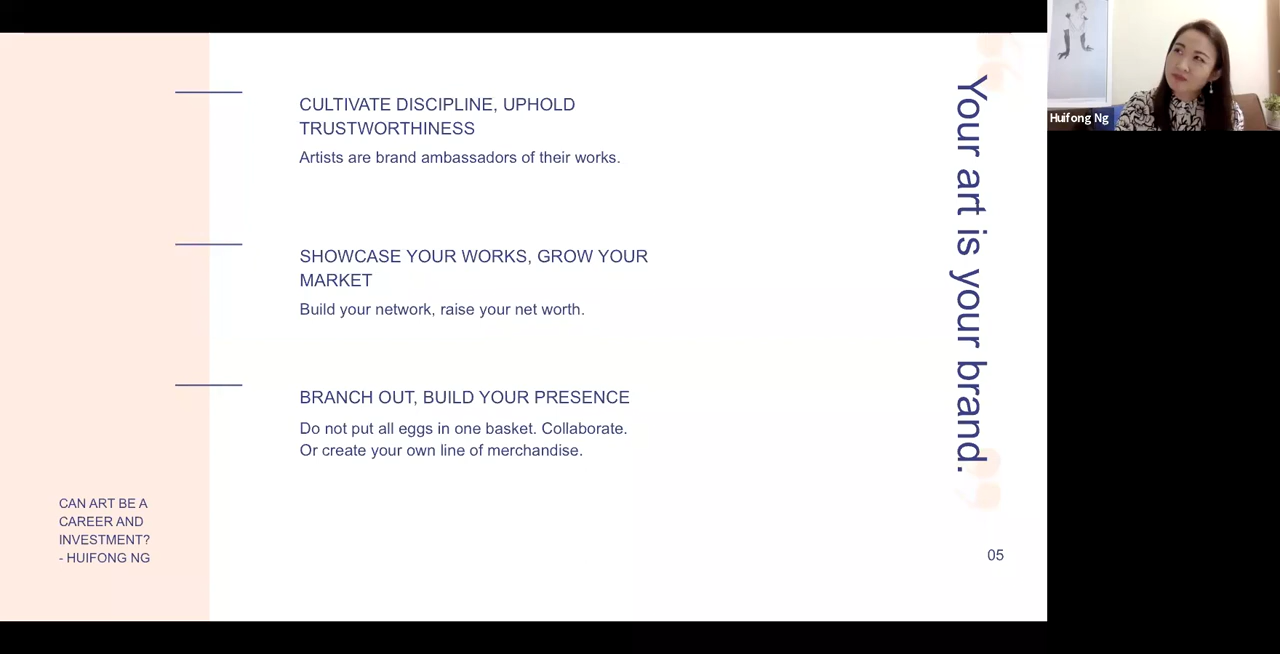 CULTIVATE DISCIPLINE, UPHOLD
TRUSTWORTHINESS
Artists are brand ambassadors of their works.
SHOWCASE YOUR WORKS, GROW YOUR
MARKET
Build your network, raise your net worth.
BRANCH OUT, BUILD YOUR PRESENCE
Do not put all eggs in one basket. Collaborate.
Or create your own line of merchandise.
CAN ART BE A
CAREER AND
INVESTMENT?
- HUIFONG NG
Your art is your brand.
05
Huifong Ng